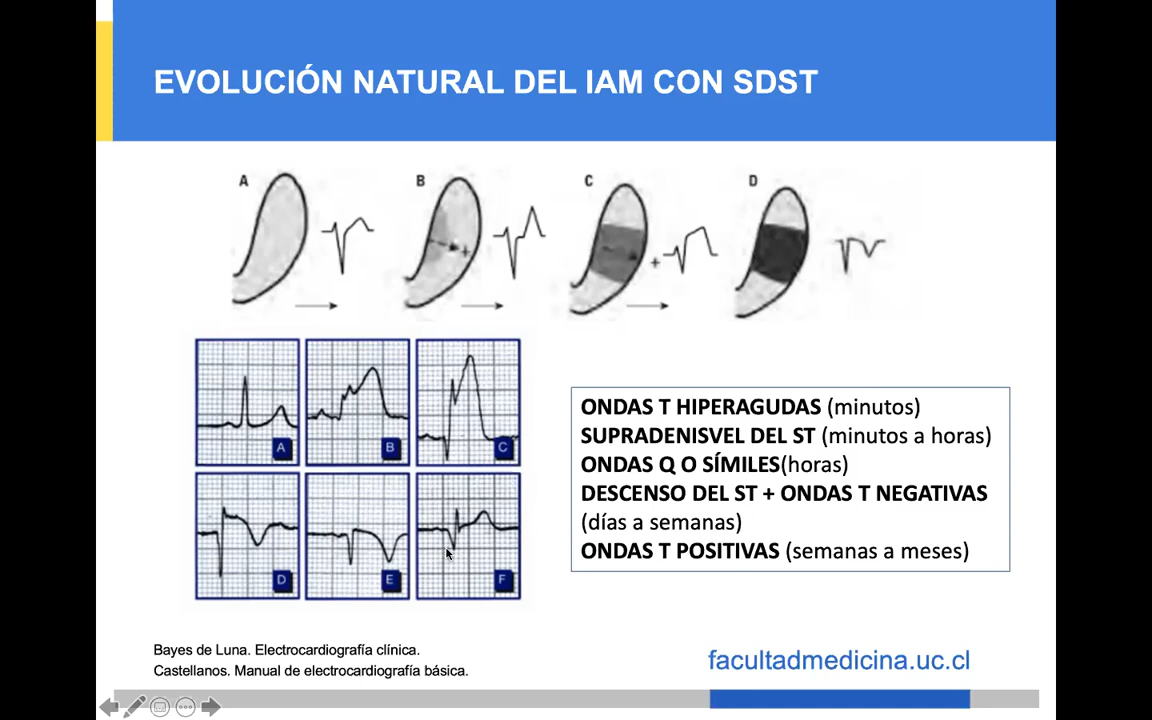 EVOLUCIÓN NATURAL DEL IAM CON SDST
A
B
C
D
+
+
A
B
C
D
E
F
ONDAS T HIPERAGUDAS (minutos)
SUPRADENISVEL DEL ST (minutos a horas)
ONDAS Q O SÍMILES(horas)
DESCENSO DEL ST + ONDAS T NEGATIVAS
(días a semanas)
ONDAS T POSITIVAS (semanas a meses)
Bayes de Luna. Electrocardiografía clínica.
Castellanos. Manual de electrocardiografía básica.
facultadmedicina.uc.cl